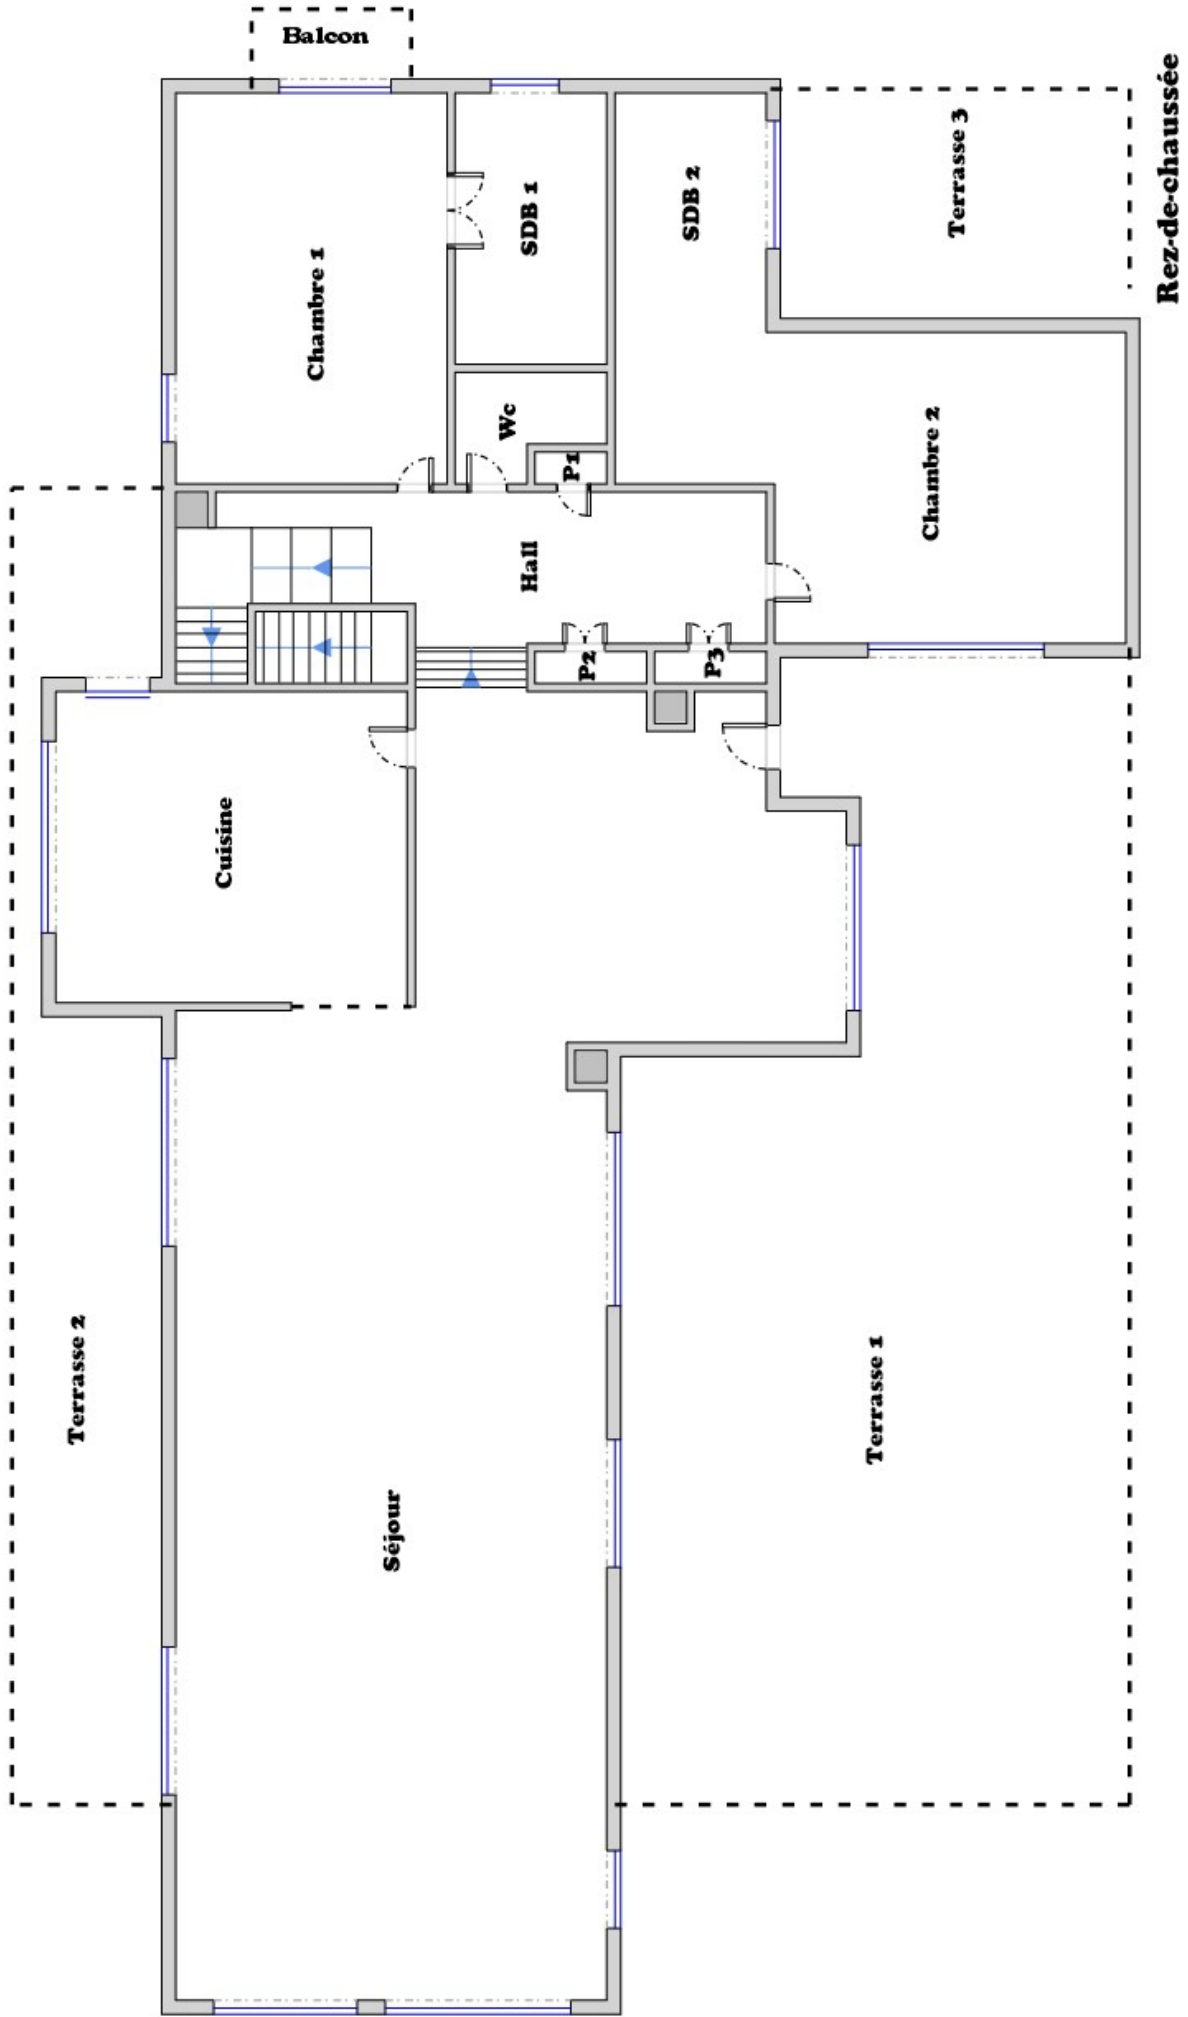 Balcon
Rez-de-chaussée
Terrasse 3
SDB 2
SDB 1
Chambre 1
Wc
P1
Chambre 2
Hall
P2
P3
Cuisine
Terrasse 2
Terrasse 1
Séjour